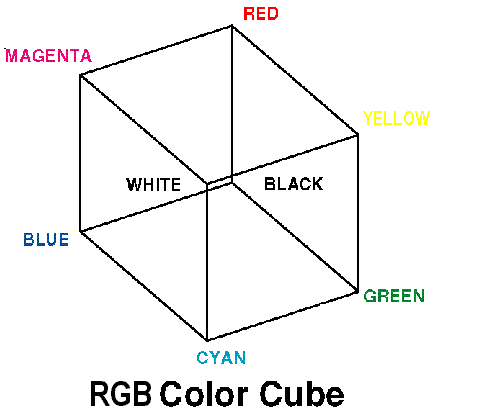 RED
MAGENTA
YELLOW
WHITE
BLACK
BLUE
GREEN
CYAN
RGB Color Cube